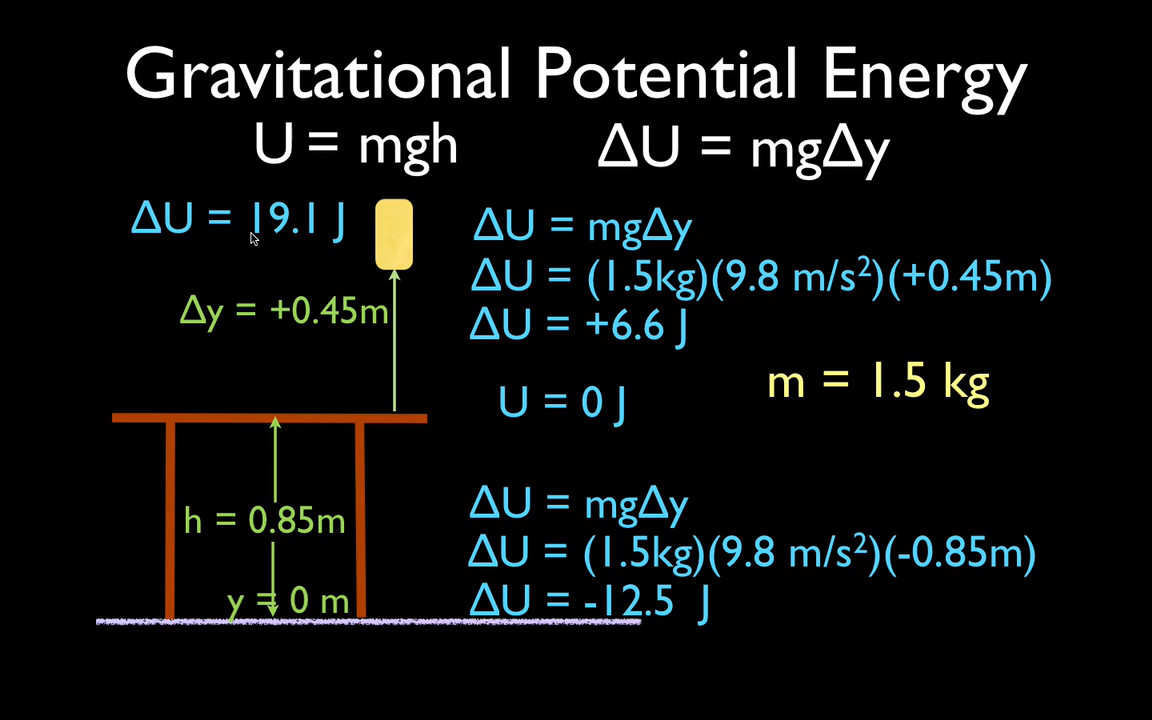 Gravitational Potential Energy
U = mgh
ΔU = mgΔy
ΔU = 19.1 J
Δy = +0.45m
h = 0.85m
y = 0 m
ΔU = mgΔy
ΔU = (1.5kg)(9.8 m/s²)(+0.45m)
ΔU = +6.6 J
U = 0 J
m = 1.5 kg
ΔU = mgΔy
ΔU = (1.5kg)(9.8 m/s²)(-0.85m)
ΔU = -12.5 J